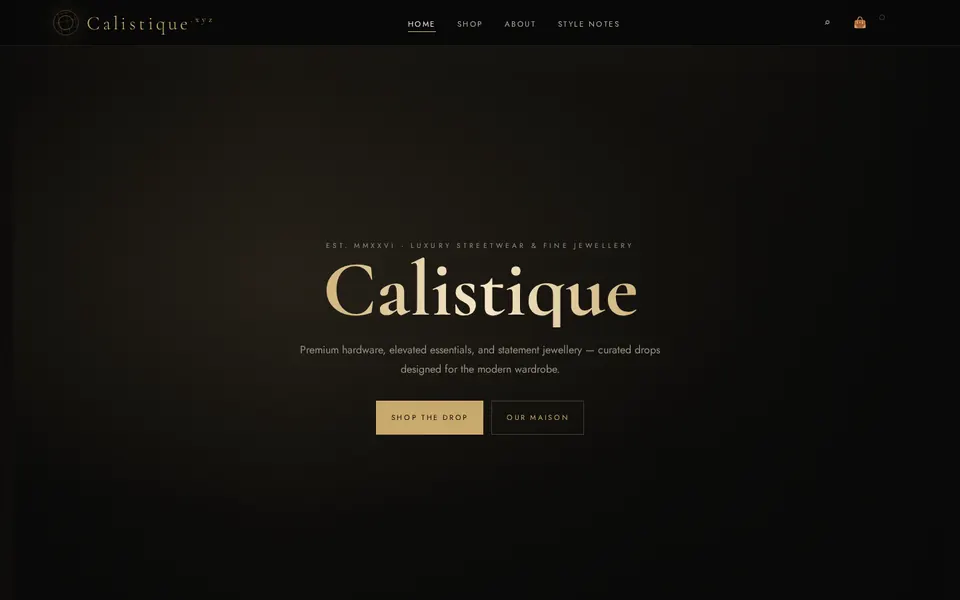 Calistique.xyz
HOME SHOP ABOUT STYLE NOTES
EST. MMXXVI · LUXURY STREETWEAR & FINE JEWELLERY
Calistique
Premium hardware, elevated essentials, and statement jewellery — curated drops
designed for the modern wardrobe.
SHOP THE DROP OUR MAISON